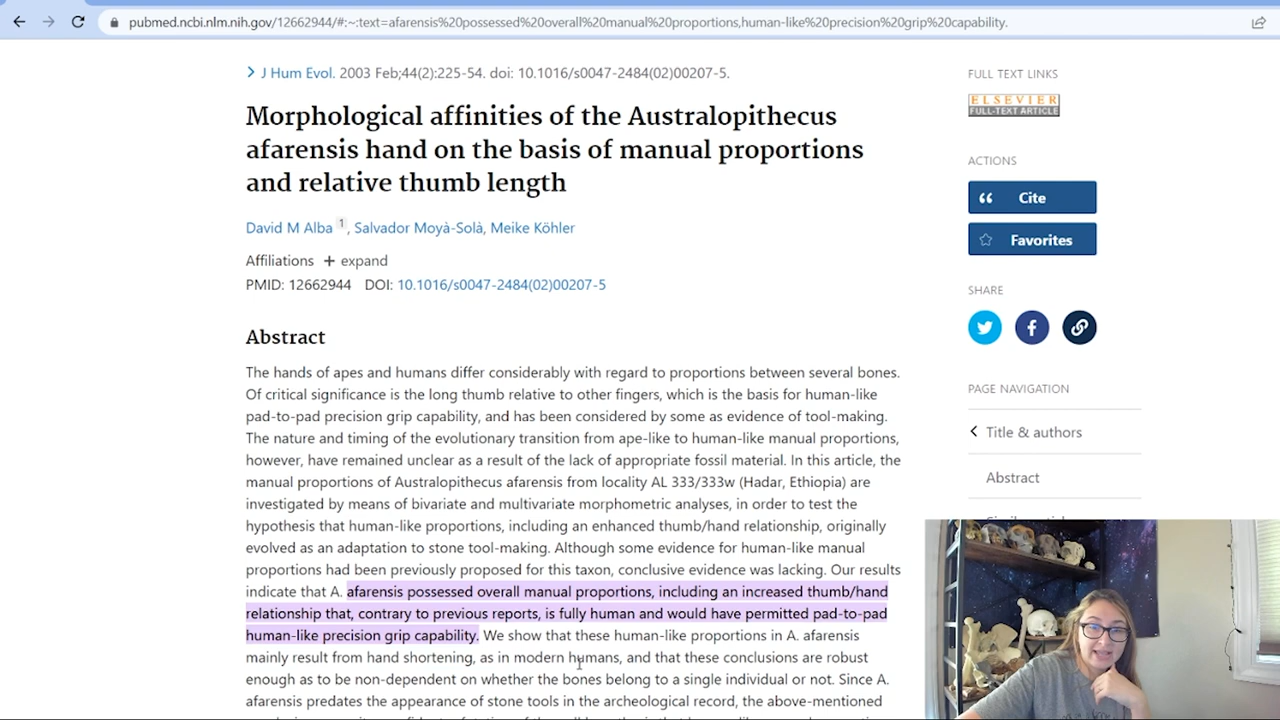 pubmed.ncbi.nlm.nih.gov/12662944/#:~:text=afarensis%20possessed%20overall%20manual%20proportions,human-like%20precision%20grip%20capability.
J Hum Evol. 2003 Feb;44(2):225-54. doi: 10.1016/s0047-2484(02)00207-5.
Morphological affinities of the Australopithecus
afarensis hand on the basis of manual proportions
and relative thumb length
David M Alba 1, Salvador Moyà-Solà, Meike Köhler
Affiliations + expand
PMID: 12662944 DOI: 10.1016/s0047-2484(02)00207-5
Abstract
The hands of apes and humans differ considerably with regard to proportions between several bones.
Of critical significance is the long thumb relative to other fingers, which is the basis for human-like
pad-to-pad precision grip capability, and has been considered by some as evidence of tool-making.
The nature and timing of the evolutionary transition from ape-like to human-like manual proportions,
however, have remained unclear as a result of the lack of appropriate fossil material. In this article, the
manual proportions of Australopithecus afarensis from locality AL 333/333w (Hadar, Ethiopia) are
investigated by means of bivariate and multivariate morphometric analyses, in order to test the
hypothesis that human-like proportions, including an enhanced thumb/hand relationship, originally
evolved as an adaptation to stone tool-making. Although some evidence for human-like manual
proportions had been previously proposed for this taxon, conclusive evidence was lacking. Our results
indicate that A. afarensis possessed overall manual proportions, including an increased thumb/hand
relationship that, contrary to previous reports, is fully human and would have permitted pad-to-pad
human-like precision grip capability. We show that these human-like proportions in A. afarensis
mainly result from hand shortening, as in modern humans, and that these conclusions are robust
enough as to be non-dependent on whether the bones belong to a single individual or not. Since A.
afarensis predates the appearance of stone tools in the archeological record, the above-mentioned
FULL TEXT LINKS
ELSEVIER
FULL-TEXT ARTICLE
ACTIONS
Cite
Favorites
SHARE
PAGE NAVIGATION
Title & authors
Abstract